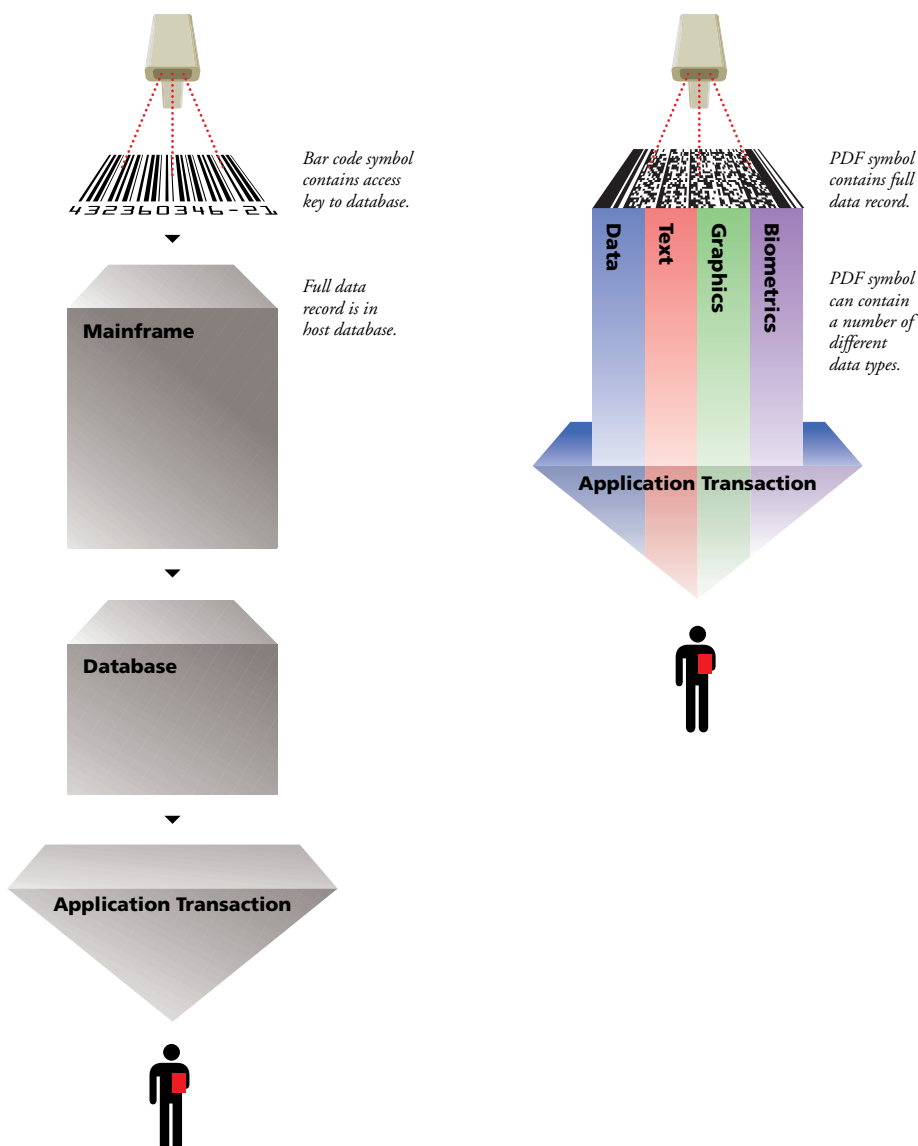 Bar code symbol
contains access
key to database.
432360346-21
Full data
record is in
host database.
Mainframe
Database
Application Transaction
PDF symbol
contains full
data record.
Data
Text
Graphics
Biometrics
PDF symbol
can contain
a number of
different
data types.
Application Transaction